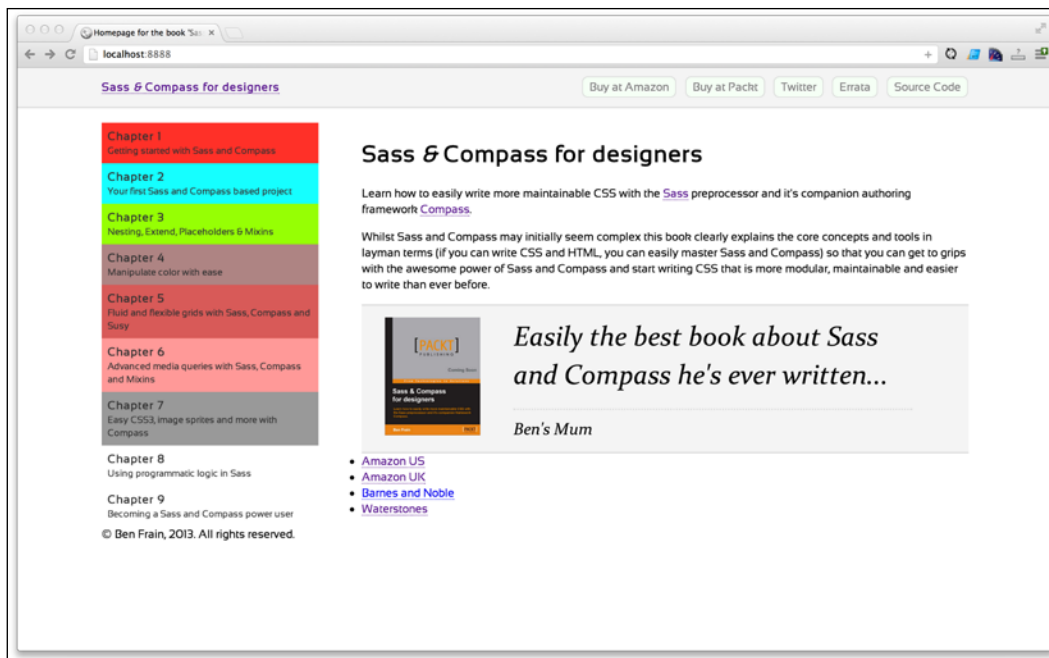 Homepage for the book 'Sas
localhost:8888
Sass & Compass for designers
Buy at Amazon
Buy at Packt
Twitter
Errata
Source Code
Chapter 1
Getting started with Sass and Compass
Chapter 2
Your first Sass and Compass based project
Chapter 3
Nesting, Extend, Placeholders & Mixins
Chapter 4
Manipulate color with ease
Chapter 5
Fluid and flexible grids with Sass, Compass and
Susy
Chapter 6
Advanced media queries with Sass, Compass
and Mixins
Chapter 7
Easy CSS3, image sprites and more with
Compass
Chapter 8
Using programmatic logic in Sass
Chapter 9
Becoming a Sass and Compass power user
© Ben Frain, 2013. All rights reserved.
Sass & Compass for designers
Learn how to easily write more maintainable CSS with the Sass preprocessor and it's companion authoring
framework Compass.
Whilst Sass and Compass may initially seem complex this book clearly explains the core concepts and tools in
layman terms (if you can write CSS and HTML, you can easily master Sass and Compass) so that you can get to grips
with the awesome power of Sass and Compass and start writing CSS that is more modular, maintainable and easier
to write than ever before.
[PACKT]
PUBLISHING
Coming Soon
Sass & Compass
for designers
Ben Frain
Easily the best book about Sass
and Compass he's ever written...
Ben's Mum
Amazon US
Amazon UK
Barnes and Noble
Waterstones